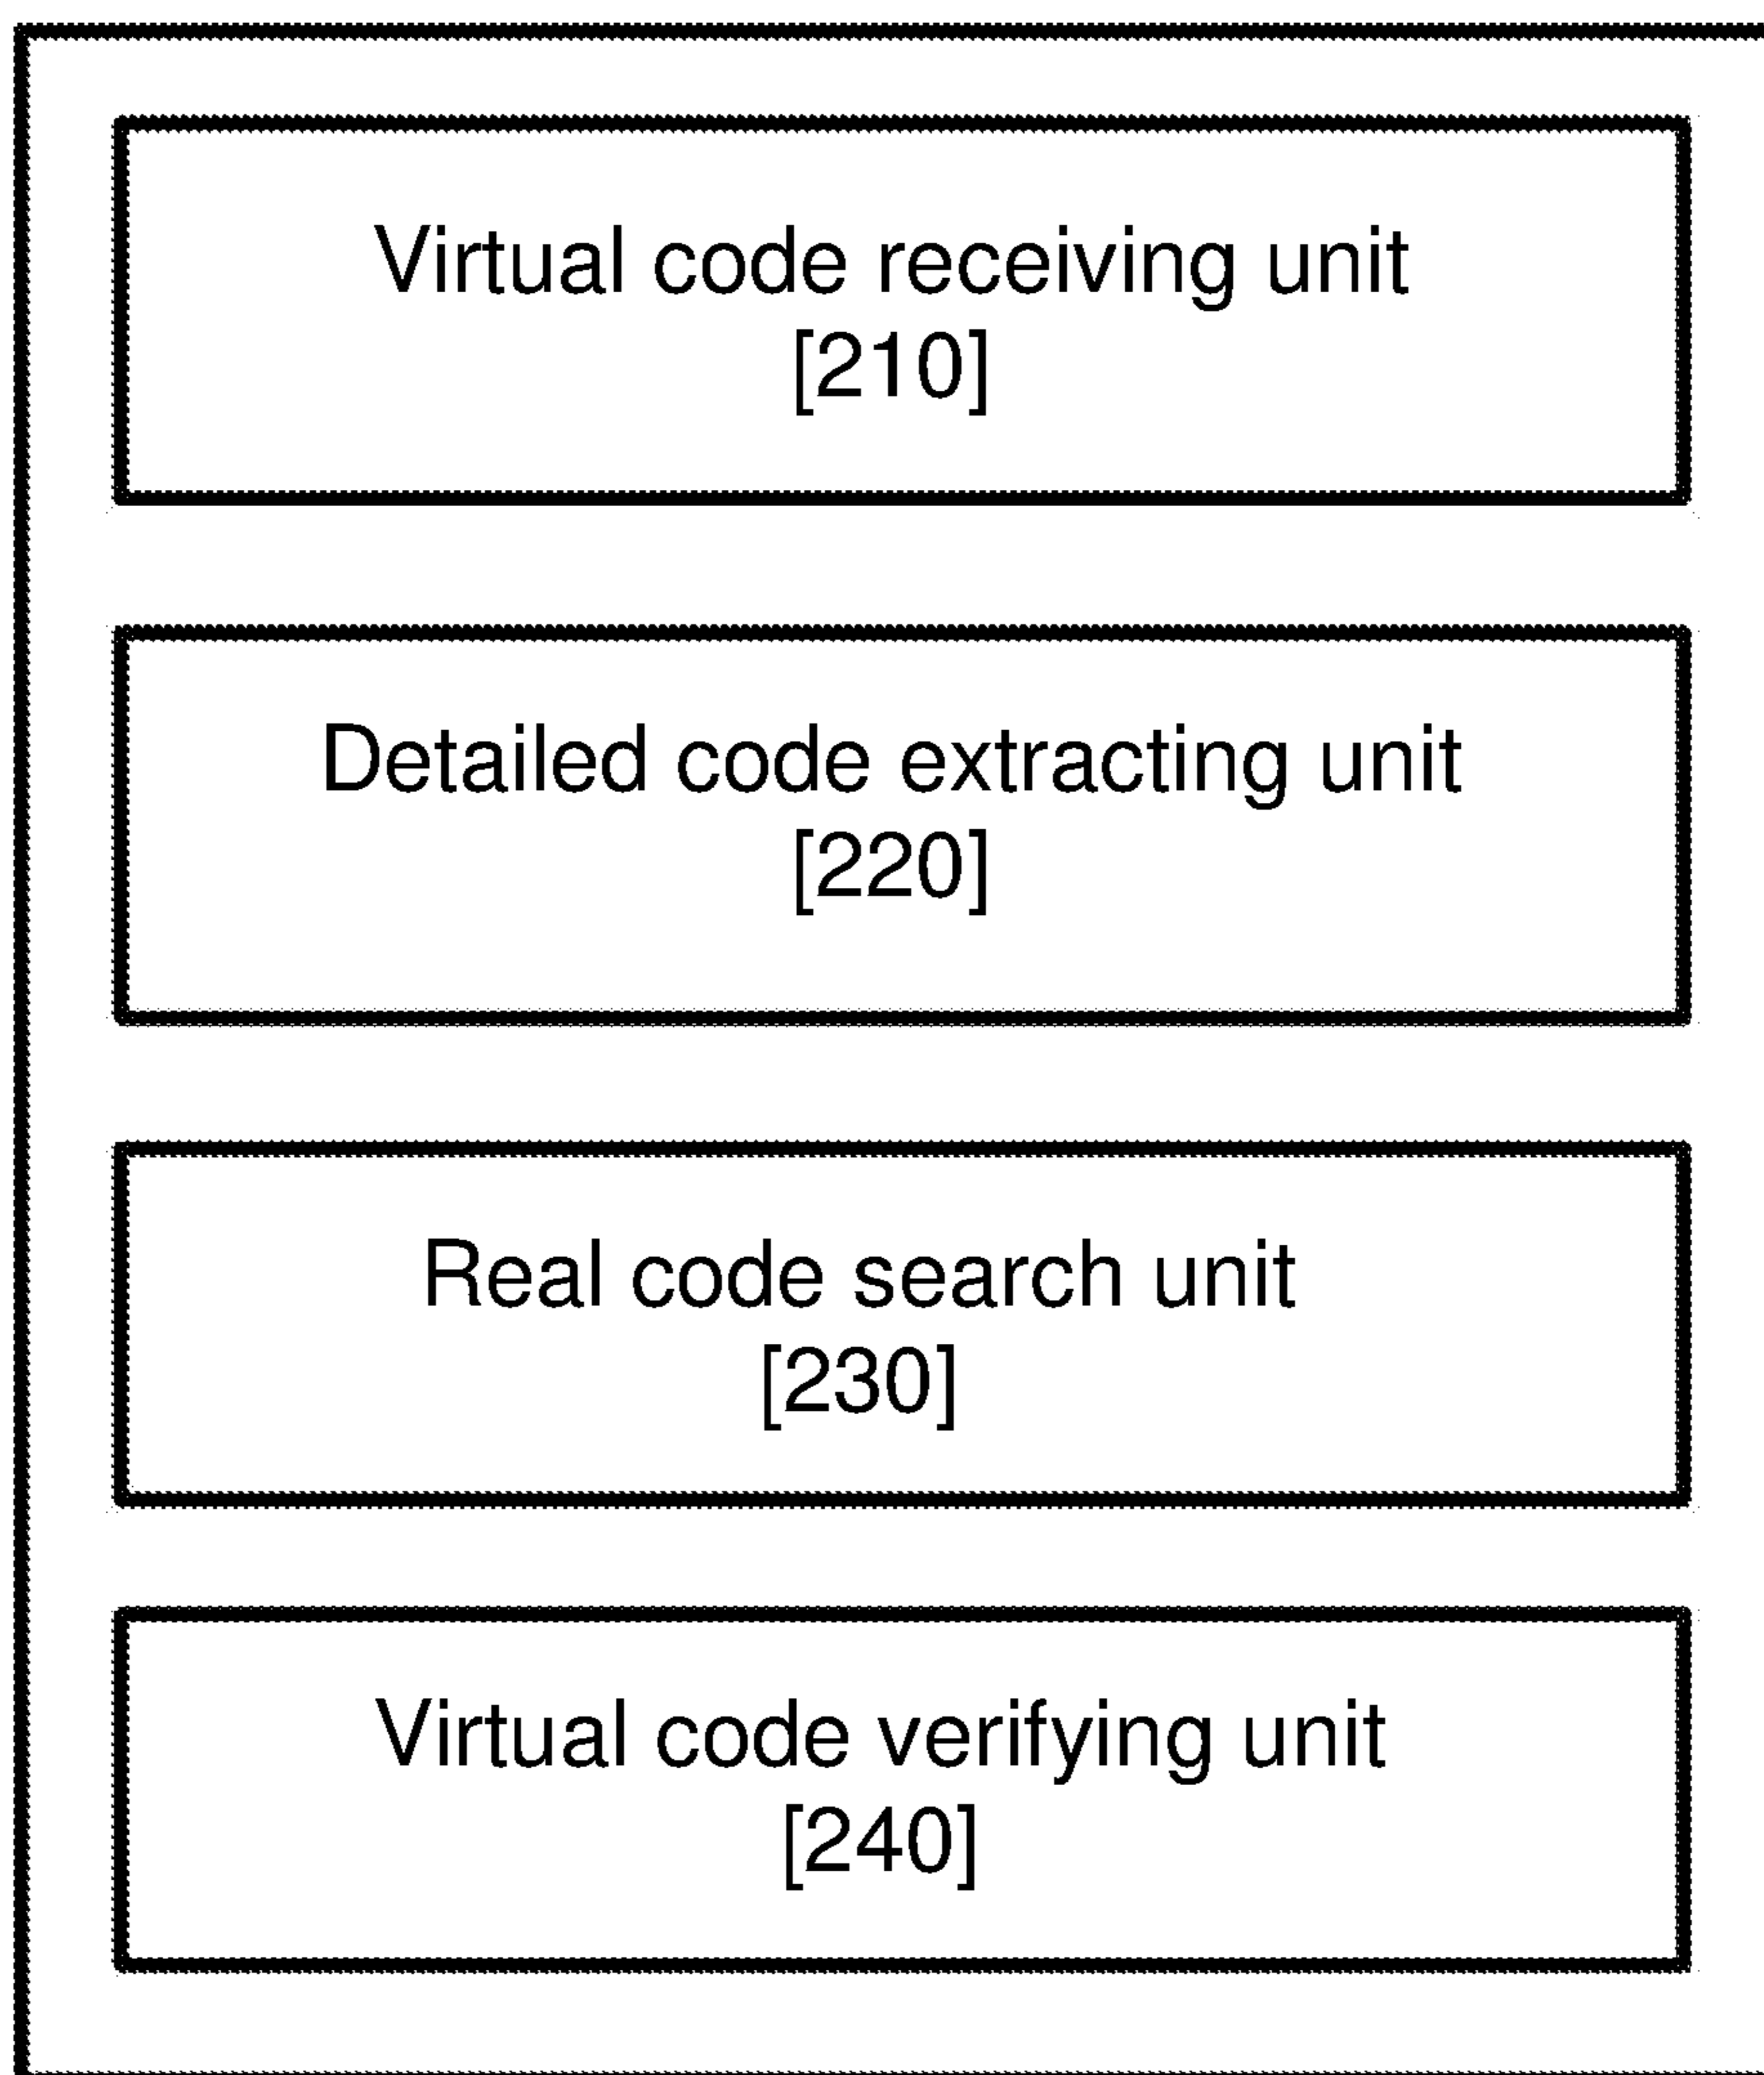 Virtual code receiving unit
[210]
Detailed code extracting unit
[220]
Real code search unit
[230]
Virtual code verifying unit
[240]